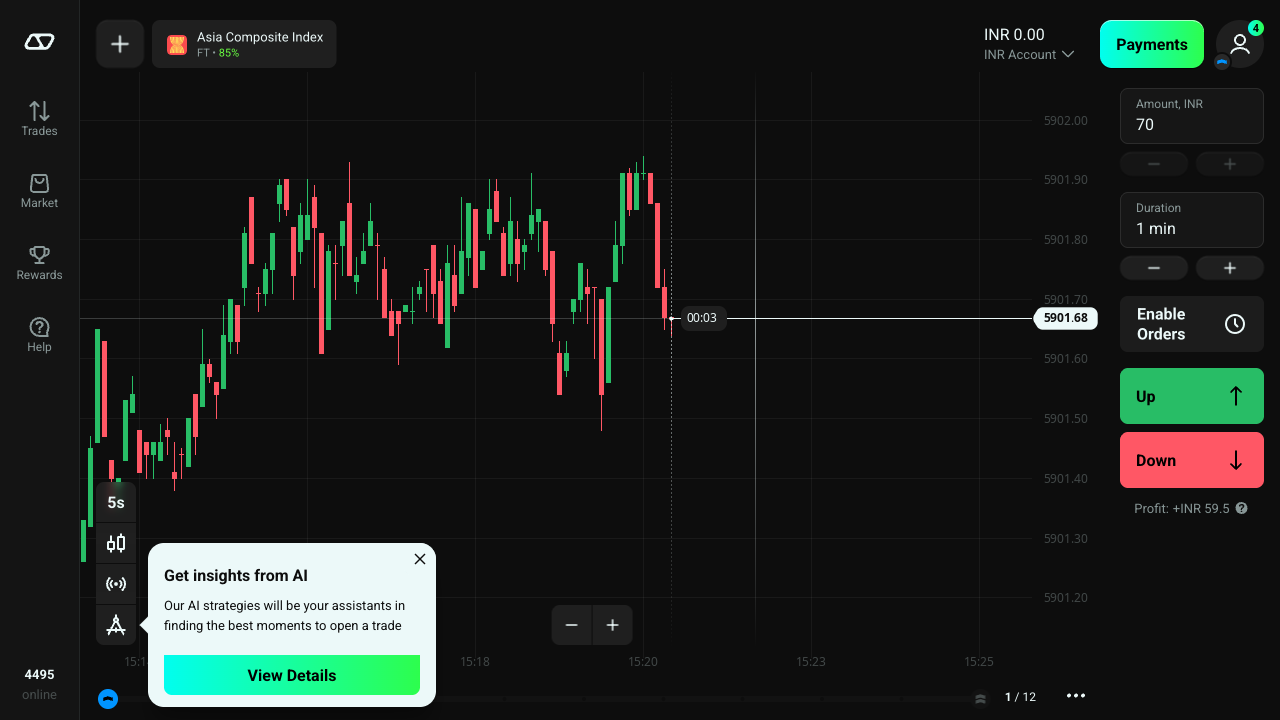 Asia Composite Index
FT • 85%
INR 0.00
INR Account
Payments
4
Trades
Market
Rewards
Help
4495
online
5902.00
5901.90
5901.80
5901.70
5901.68
5901.60
5901.50
5901.40
5901.30
5901.20
00:03
5s
Get insights from AI
Our AI strategies will be your assistants in
finding the best moments to open a trade
View Details
15:18
15:20
15:23
15:25
1 / 12
Amount, INR
70
Duration
1 min
Enable
Orders
Up
Down
Profit: +INR 59.5